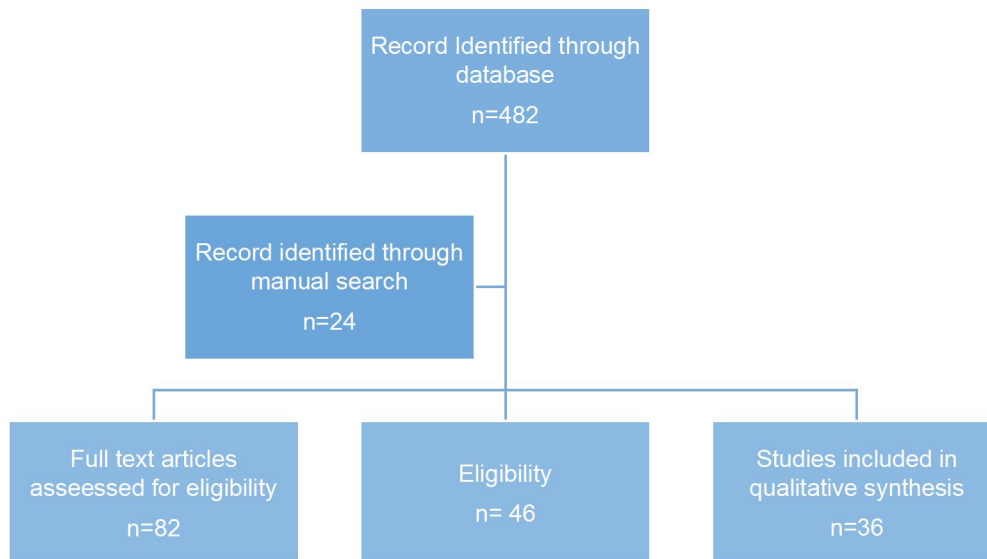 Record Identified through
database
n=482
Record identified through
manual search
n=24
Full text articles
asseessed for eligibility
n=82
Eligibility
n= 46
Studies included in
qualitative synthesis
n=36